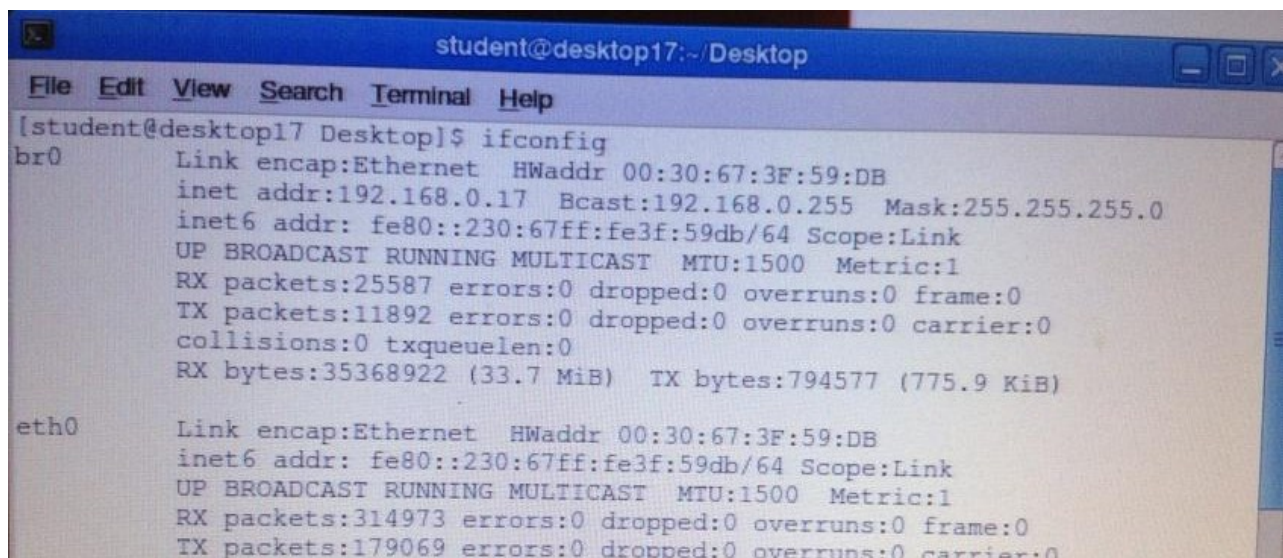 student@desktop17:~/Desktop
File Edit View Search Terminal Help
[student@desktop17 Desktop]$ ifconfig
br0 Link encap:Ethernet HWaddr 00:30:67:3F:59:DB
inet addr:192.168.0.17 Bcast:192.168.0.255 Mask:255.255.255.0
inet6 addr: fe80::230:67ff:fe3f:59db/64 Scope:Link
UP BROADCAST RUNNING MULTICAST MTU:1500 Metric:1
RX packets:25587 errors:0 dropped:0 overruns:0 frame:0
TX packets:11892 errors:0 dropped:0 overruns:0 carrier:0
collisions:0 txqueuelen:0
RX bytes:35368922 (33.7 MiB) TX bytes:794577 (775.9 KiB)
eth0 Link encap:Ethernet HWaddr 00:30:67:3F:59:DB
inet6 addr: fe80::230:67ff:fe3f:59db/64 Scope:Link
UP BROADCAST RUNNING MULTICAST MTU:1500 Metric:1
RX packets:314973 errors:0 dropped:0 overruns:0 frame:0
TX packets:179069 errors:0 dropped:0 overruns:0 carrier:0